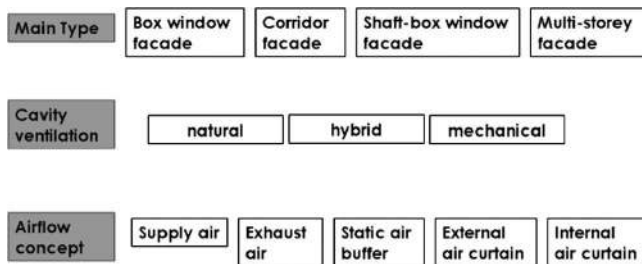 Main Type
Box window
facade
Corridor
facade
Shaft-box window
facade
Multi-storey
facade
Cavity
ventilation
natural
hybrid
mechanical
Airflow
concept
Supply air
Exhaust
air
Static air
buffer
External
air curtain
Internal
air curtain